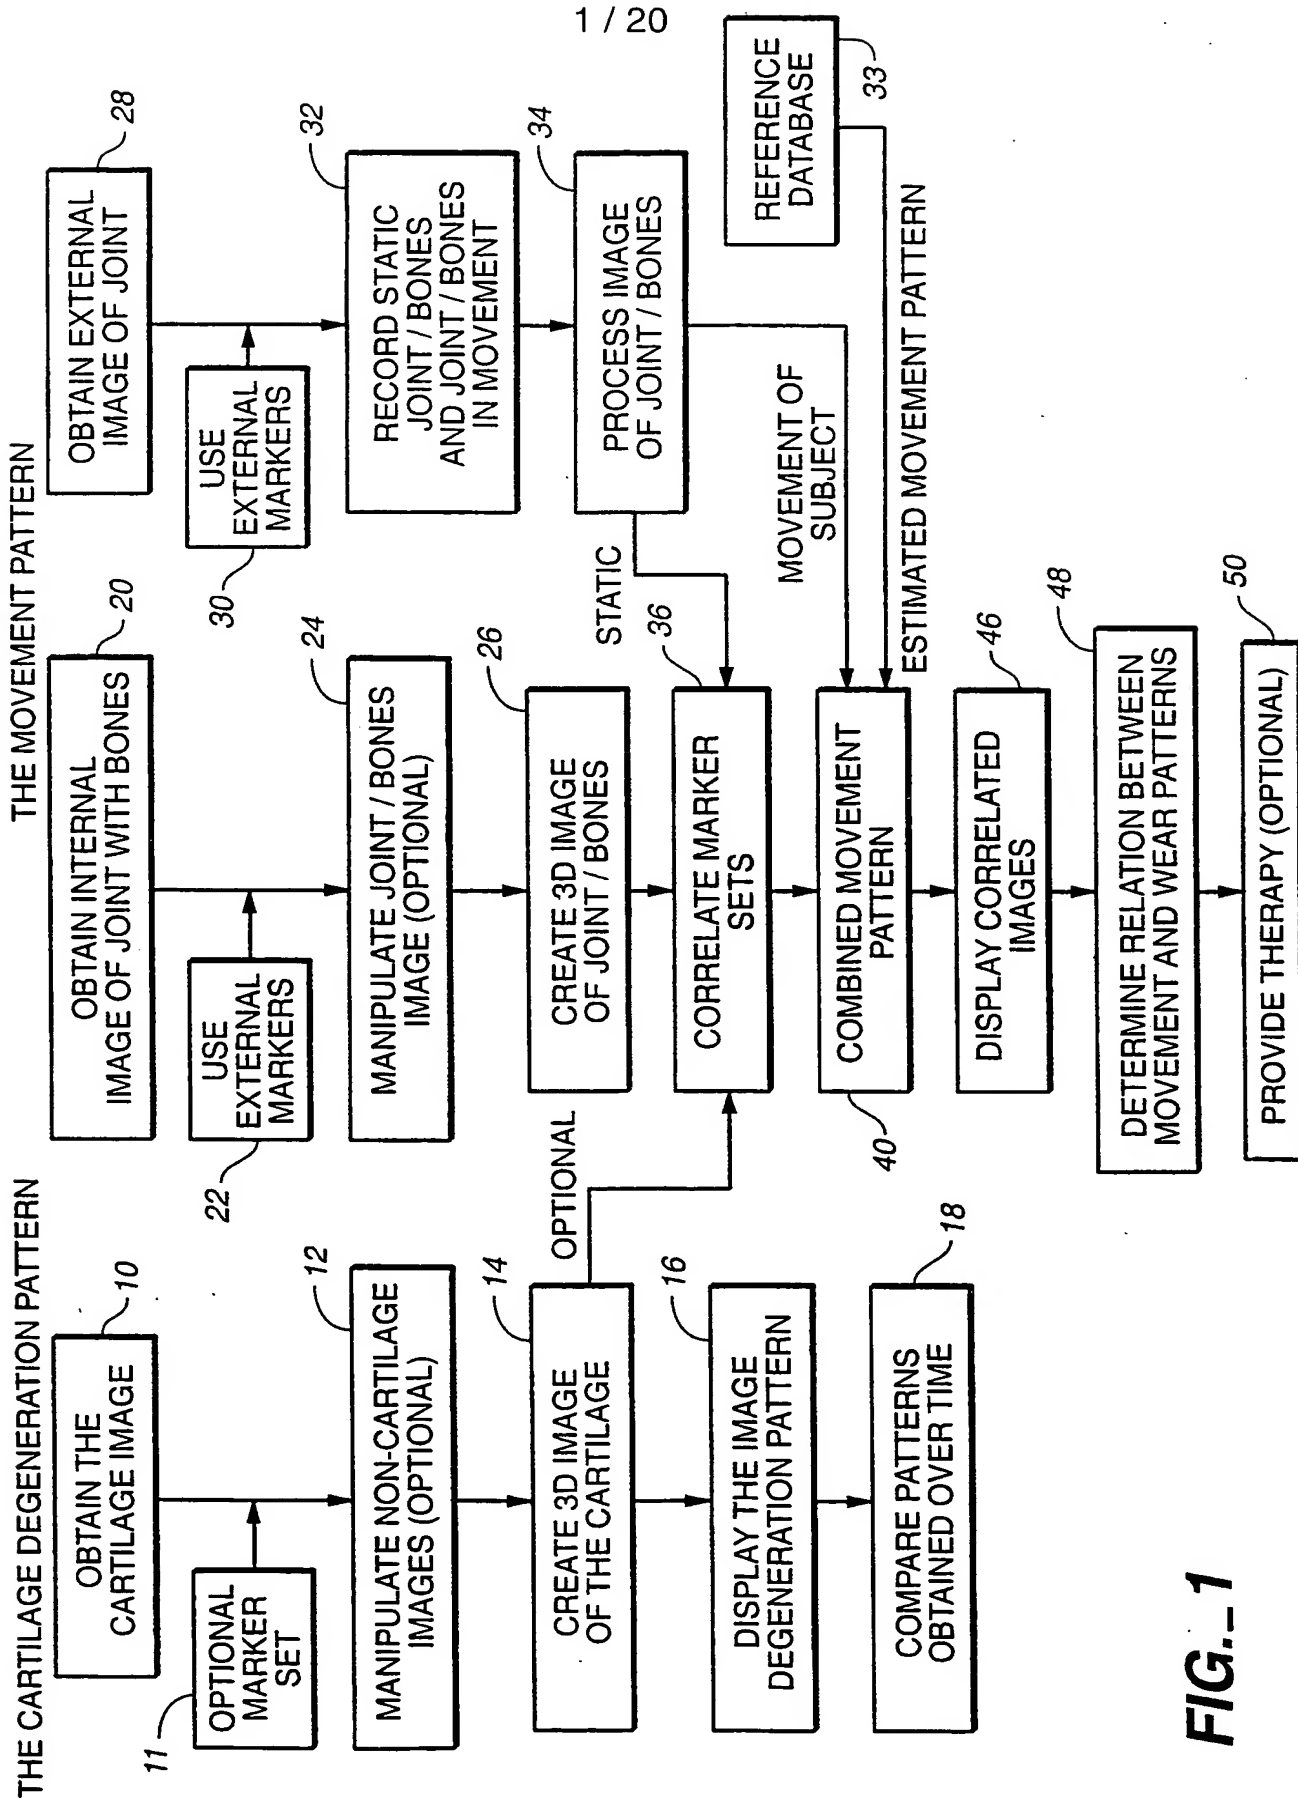 1 / 20
THE CARTILAGE DEGENERATION PATTERN
OBTAIN THE
CARTILAGE IMAGE
10
OPTIONAL
MARKER
SET
11
MANIPULATE NON-CARTILAGE
IMAGES (OPTIONAL)
12
CREATE 3D IMAGE
OF THE CARTILAGE
14
OPTIONAL
DISPLAY THE IMAGE
DEGENERATION PATTERN
16
COMPARE PATTERNS
OBTAINED OVER TIME
18
THE MOVEMENT PATTERN
OBTAIN INTERNAL
IMAGE OF JOINT WITH BONES
20
USE
EXTERNAL
MARKERS
22
MANIPULATE JOINT / BONES
IMAGE (OPTIONAL)
24
CREATE 3D IMAGE
OF JOINT / BONES
26
CORRELATE MARKER
SETS
36
COMBINED MOVEMENT
PATTERN
40
DISPLAY CORRELATED
IMAGES
46
DETERMINE RELATION BETWEEN
MOVEMENT AND WEAR PATTERNS
48
PROVIDE THERAPY (OPTIONAL)
50
OBTAIN EXTERNAL
IMAGE OF JOINT
28
USE
EXTERNAL
MARKERS
30
RECORD STATIC
JOINT / BONES
AND JOINT / BONES
IN MOVEMENT
32
PROCESS IMAGE
OF JOINT / BONES
34
STATIC
MOVEMENT OF
SUBJECT
REFERENCE
DATABASE
33
ESTIMATED MOVEMENT PATTERN
FIG._1